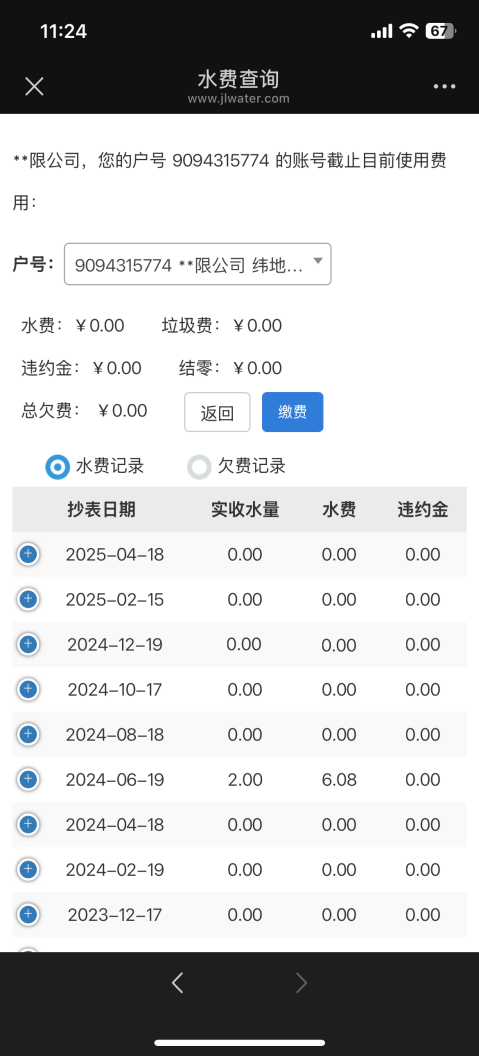 11:24
67
水费查询
www.jlwater.com
**限公司，您的户号 9094315774 的账号截止目前使用费
用：
户号： 9094315774 **限公司 纬地...
水费：￥0.00 垃圾费：￥0.00
违约金：￥0.00 结零：￥0.00
总欠费： ￥0.00 返回 缴费
水费记录 欠费记录
抄表日期 实收水量 水费 违约金
2025-04-18 0.00 0.00 0.00
2025-02-15 0.00 0.00 0.00
2024-12-19 0.00 0.00 0.00
2024-10-17 0.00 0.00 0.00
2024-08-18 0.00 0.00 0.00
2024-06-19 2.00 6.08 0.00
2024-04-18 0.00 0.00 0.00
2024-02-19 0.00 0.00 0.00
2023-12-17 0.00 0.00 0.00